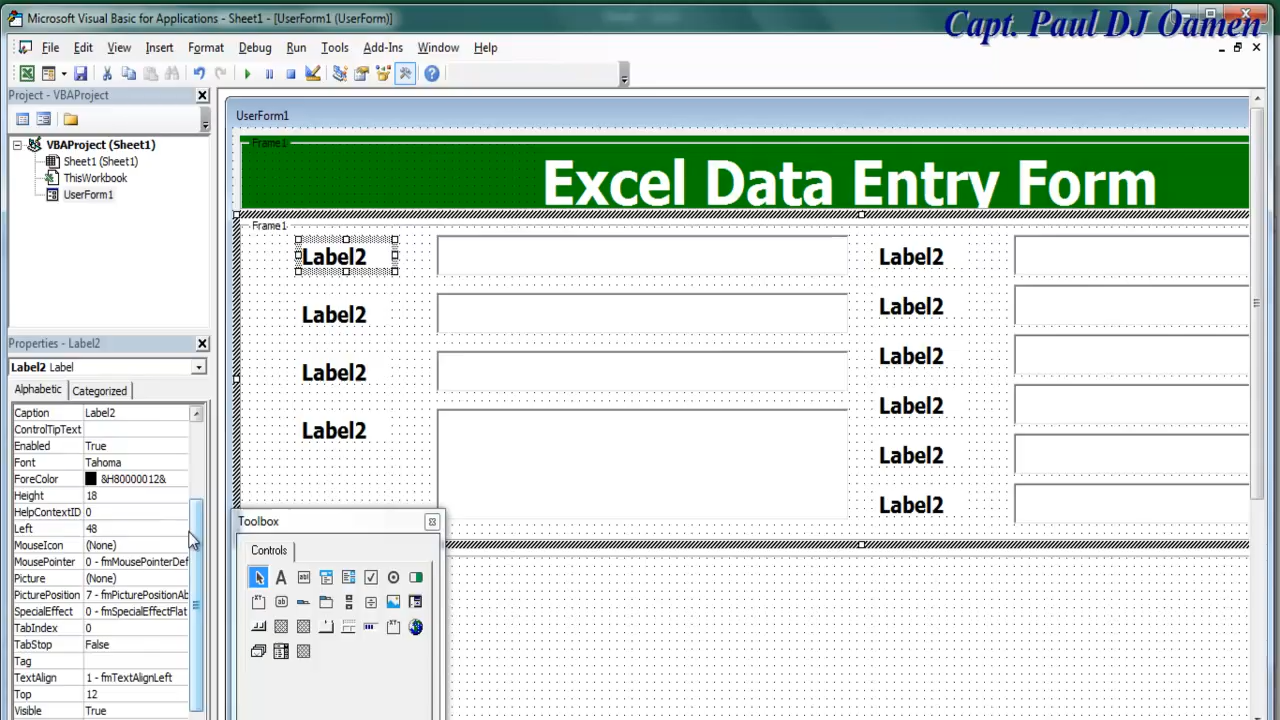 Microsoft Visual Basic for Applications - Sheet1 - [UserForm1 (UserForm)]
Capt. Paul DJ Oamen
File Edit View Insert Format Debug Run Tools Add-Ins Window Help
Project - VBAProject
VBAProject (Sheet1)
Sheet1 (Sheet1)
ThisWorkbook
UserForm1
UserForm1
Frame1
Excel Data Entry Form
Frame1
Label2 Label2
Label2 Label2
Label2 Label2
Label2 Label2
Label2
Label2
Properties - Label2
Label2 Label
Alphabetic Categorized
Caption Label2
ControlTipText
Enabled True
Font Tahoma
ForeColor &H80000012&
Height 18
HelpContextID 0
Left 48
MouseIcon (None)
MousePointer 0 - fmMousePointerDef
Picture (None)
PicturePosition 7 - fmPicturePositionAb
SpecialEffect 0 - fmSpecialEffectFlat
TabIndex 0
TabStop False
Tag
TextAlign 1 - fmTextAlignLeft
Top 12
Visible True
Toolbox
Controls